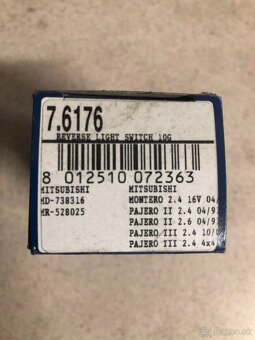 7.6176
REVERSE LIGHT SWITCH 10G
8 012510 072363
MITSUBISHI
MD-738316
MR-528025
MITSUBISHI
MONTERO 2.4 16V 04/
PAJERO II 2.4 04/9
PAJERO II 2.6 04/9
PAJERO III 2.4 10/
PAJERO III 2.4 4x4
bazar.sk